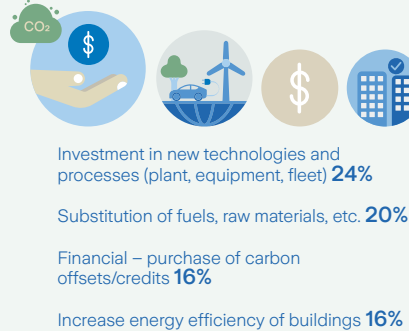 CO₂
$
$
Investment in new technologies and
processes (plant, equipment, fleet) 24%
Substitution of fuels, raw materials, etc. 20%
Financial – purchase of carbon
offsets/credits 16%
Increase energy efficiency of buildings 16%